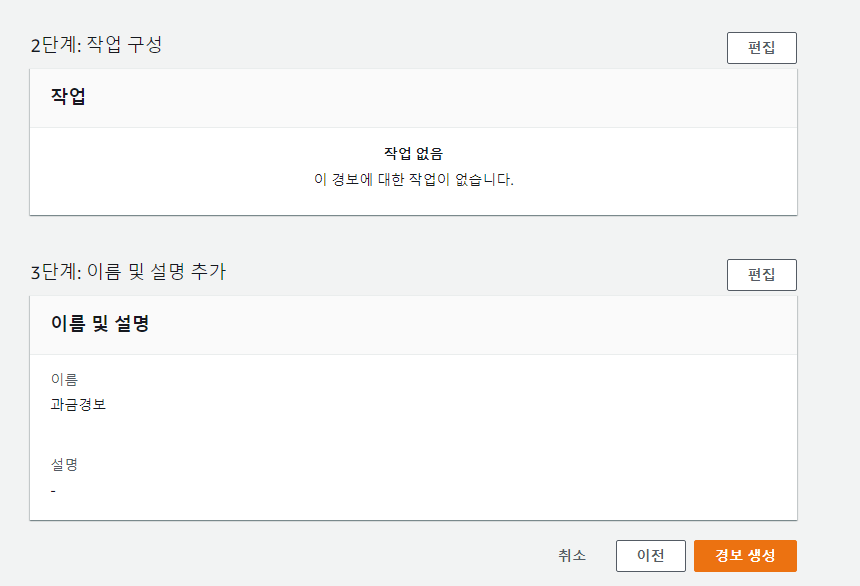 2단계: 작업 구성
편집
작업
작업 없음
이 경보에 대한 작업이 없습니다.
3단계: 이름 및 설명 추가
편집
이름 및 설명
이름
과금경보
설명
-
취소
이전
경보 생성